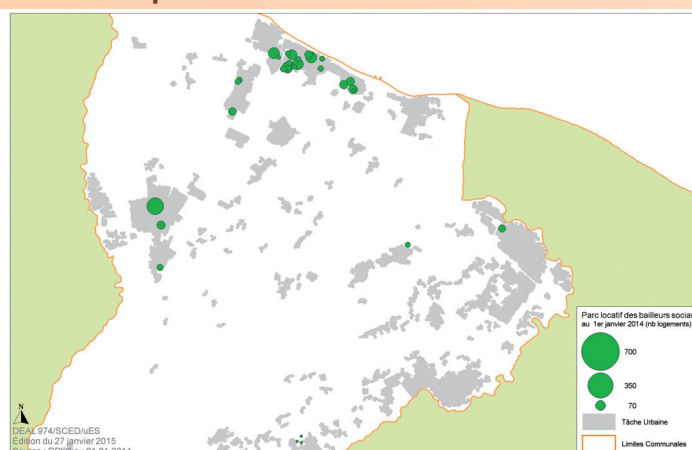 Parc locatif des bailleurs sociau
au 1er janvier 2014 (nb logements)
700
350
70
Tâche Urbaine
Limites Communales
N
DEAL 974/SCED/uES
Édition du 27 janvier 2015